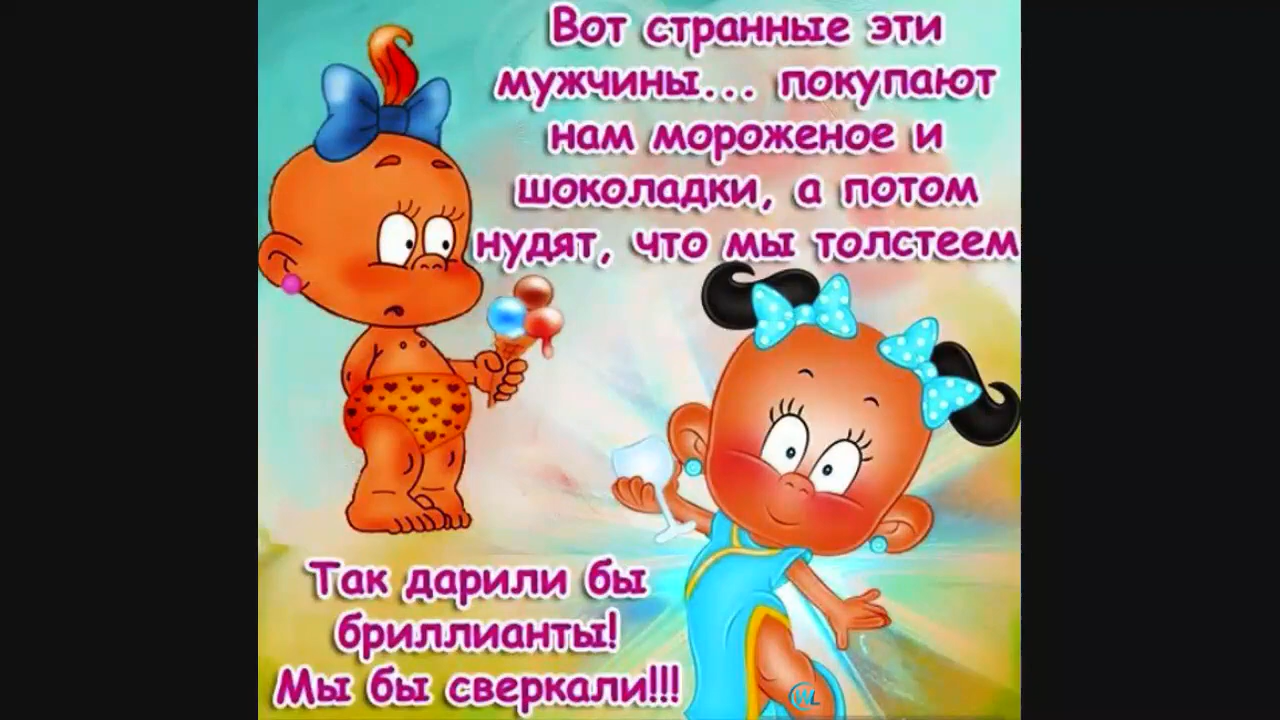 Вот странные эти
мужчины... покупают
нам мороженое и
шоколадки, а потом
нудят, что мы толстеем
Так дарили бы
бриллианты!
Мы бы сверкали!!!
WL